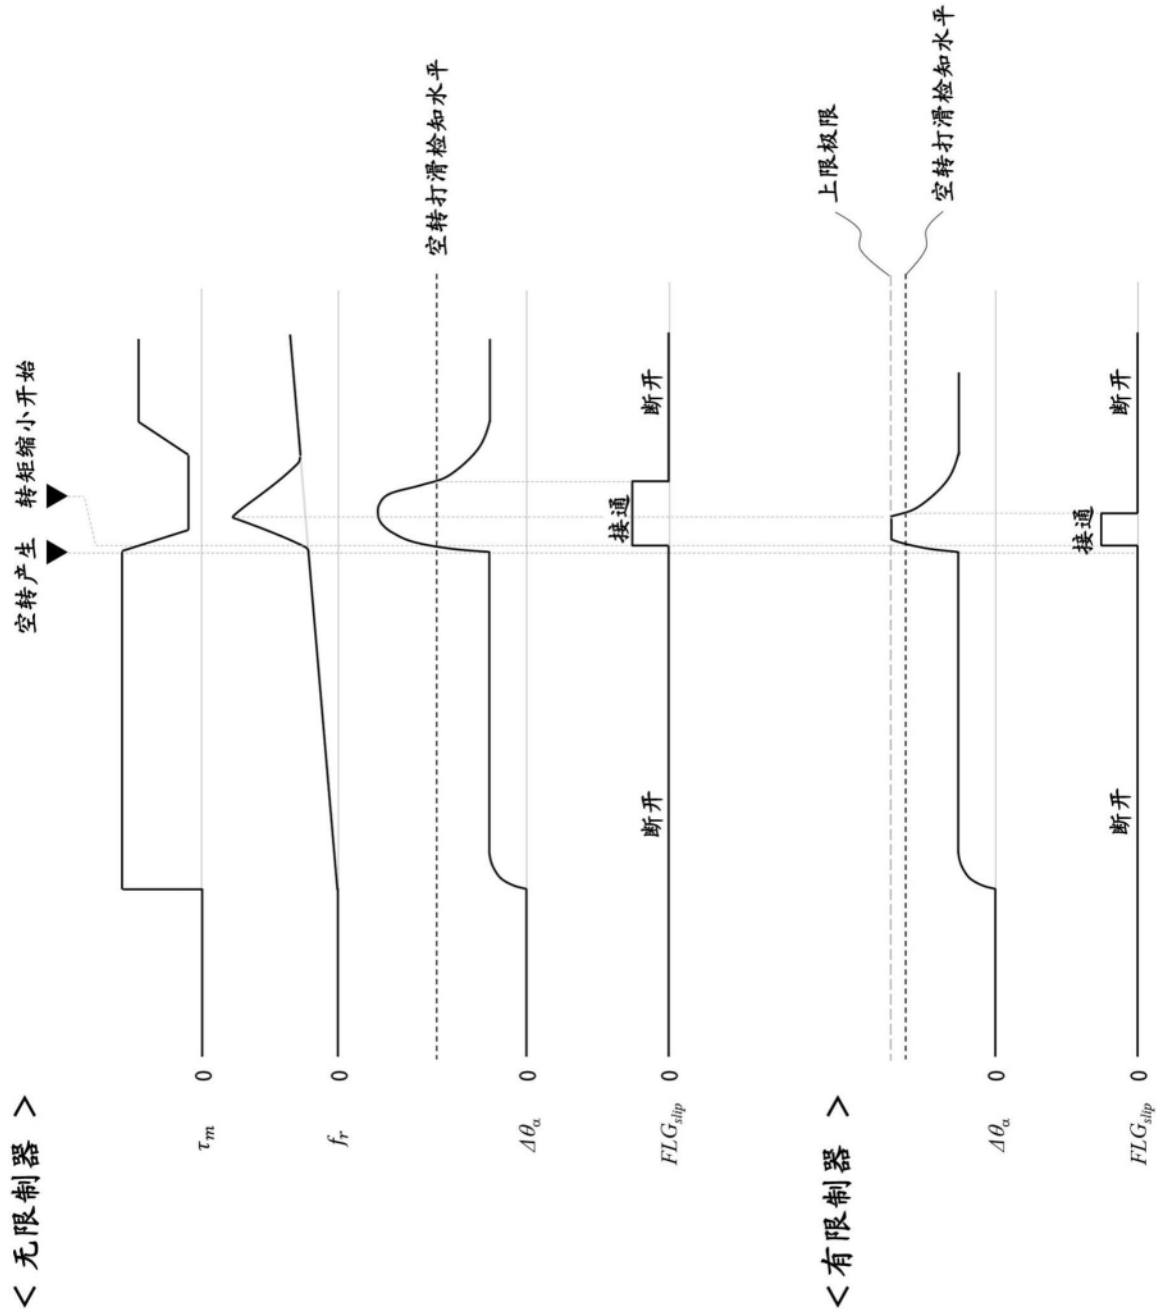 < 无限制器 >
空转产生 转矩缩小开始
τm 0
fr 0
Δθα 0
空转打滑检知水平
FLGslip 0
断开 接通 断开
< 有限制器 >
上限极限
空转打滑检知水平
Δθα 0
FLGslip 0
断开 接通 断开